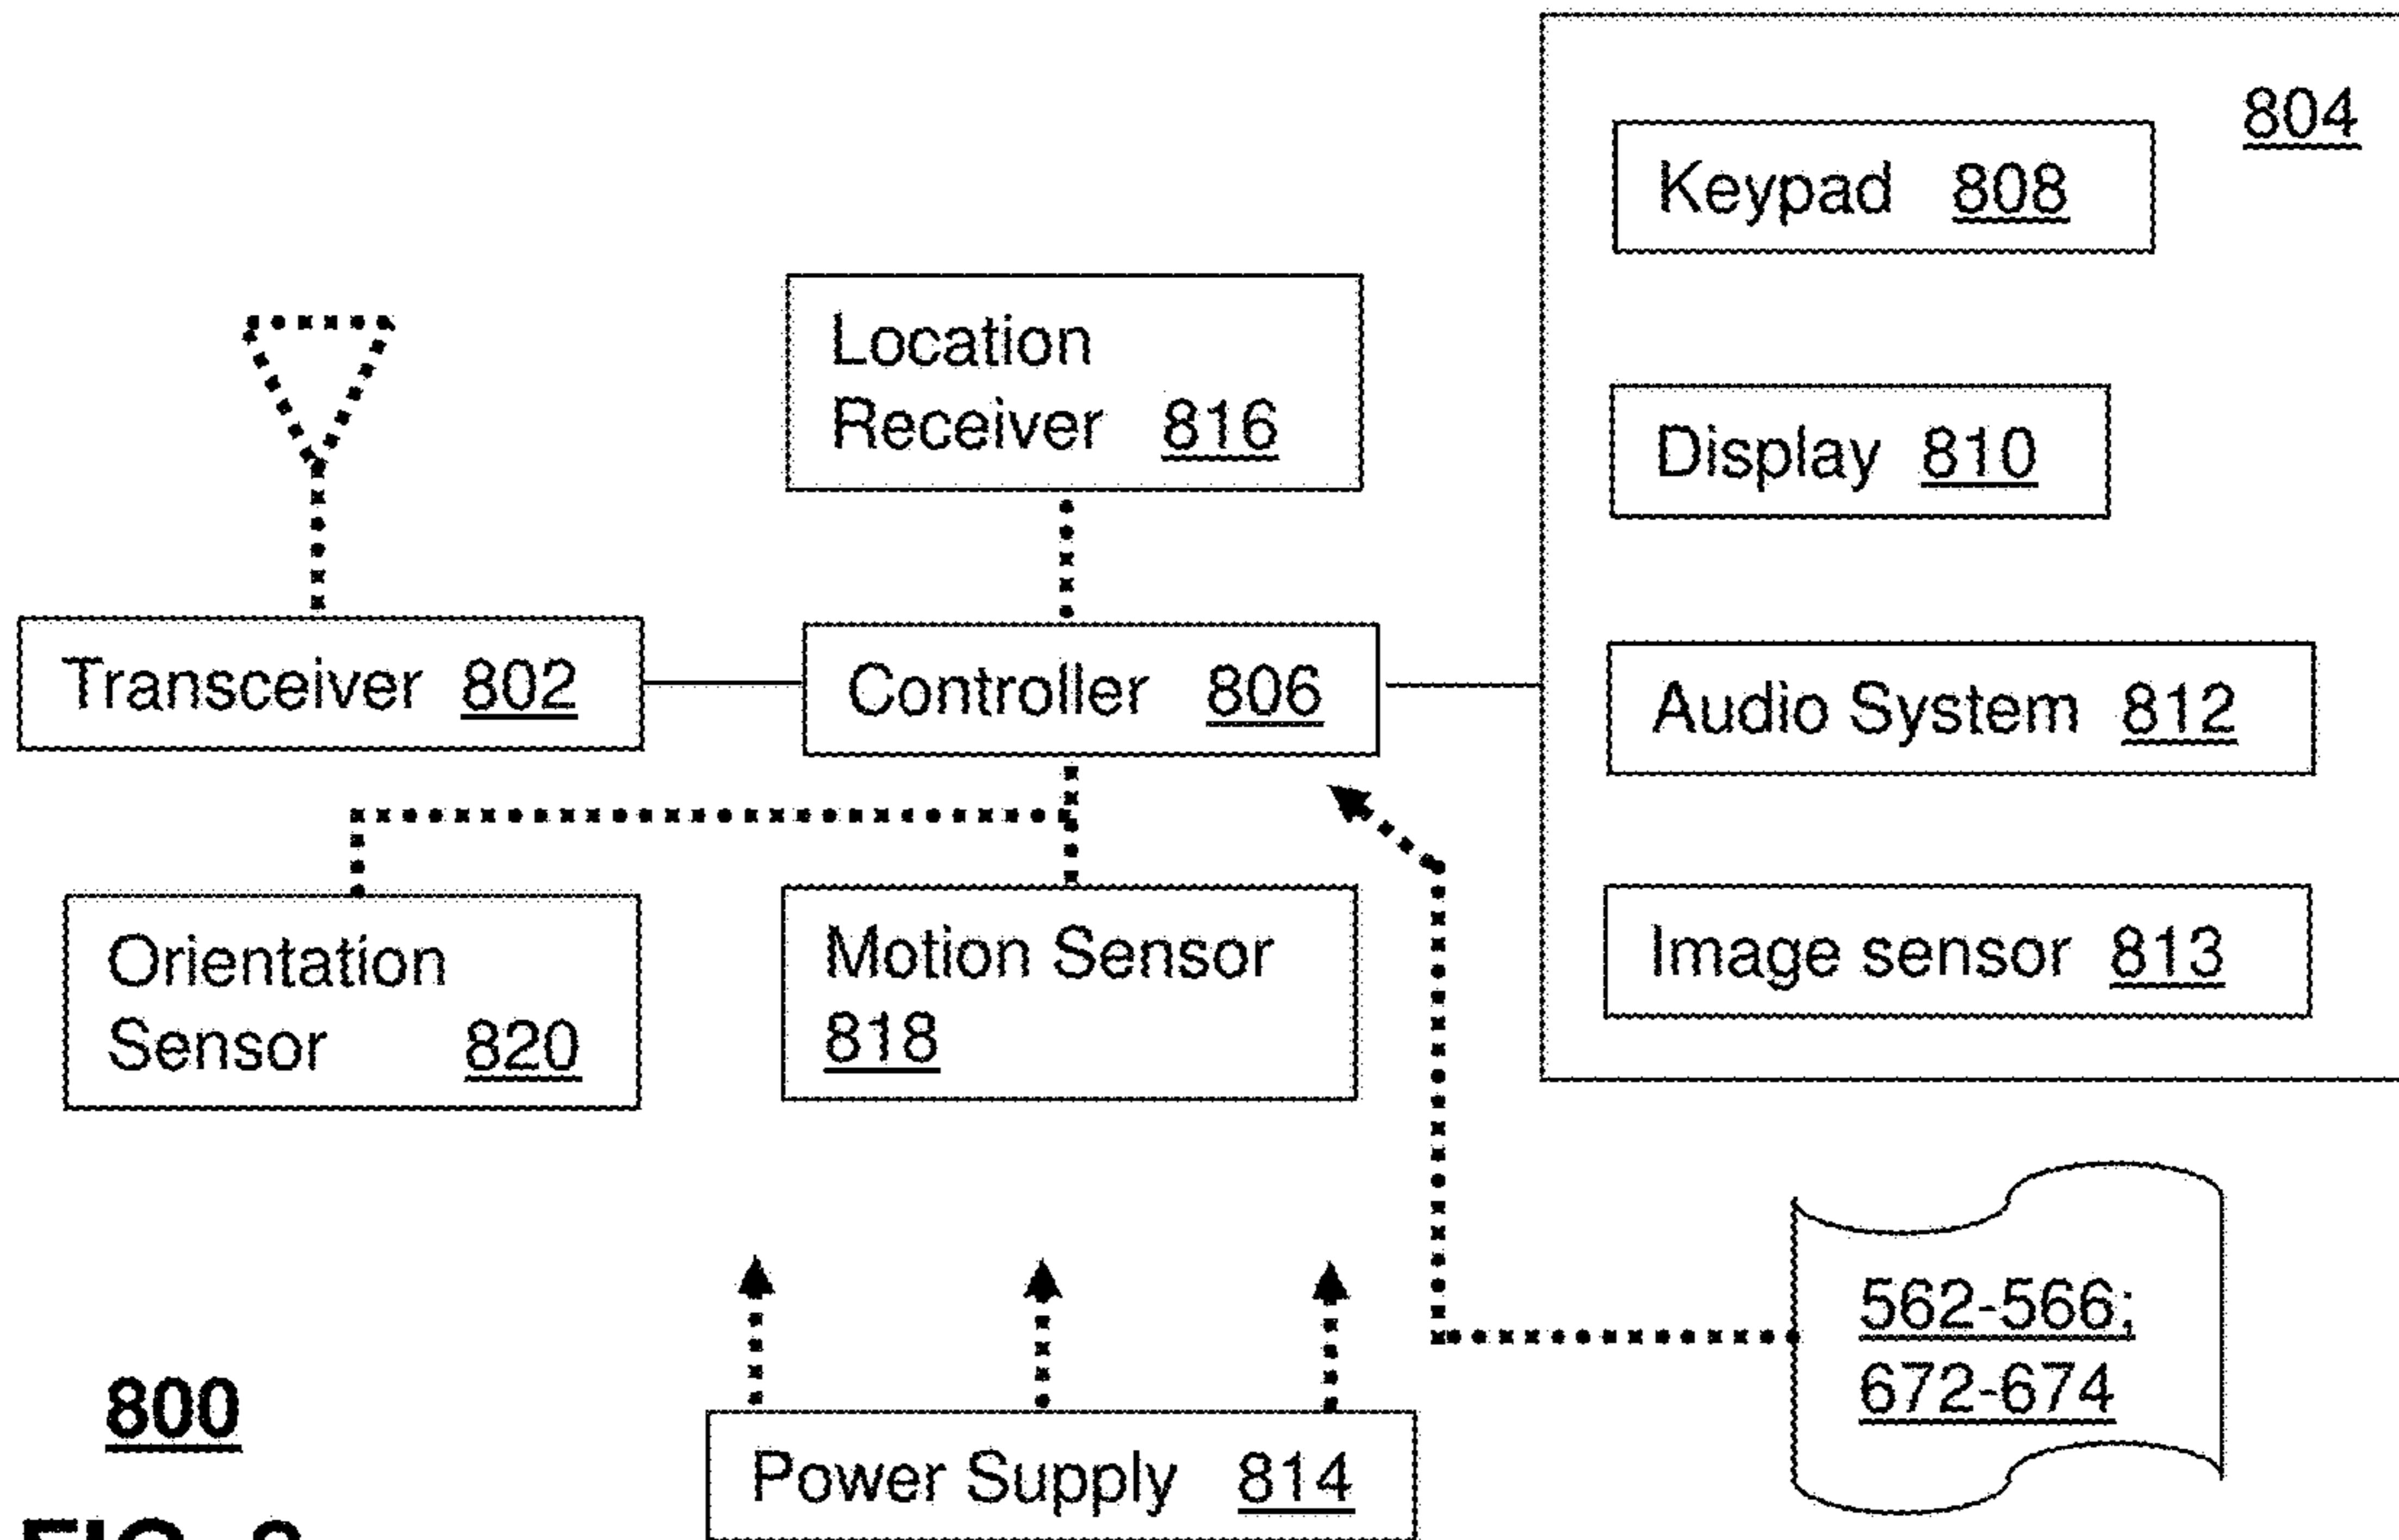 804
Keypad 808
Location
Receiver 816
Display 810
Transceiver 802
Controller 806
Audio System 812
Orientation
Sensor 820
Motion Sensor
818
Image sensor 813
562-566;
672-674
800
Power Supply 814